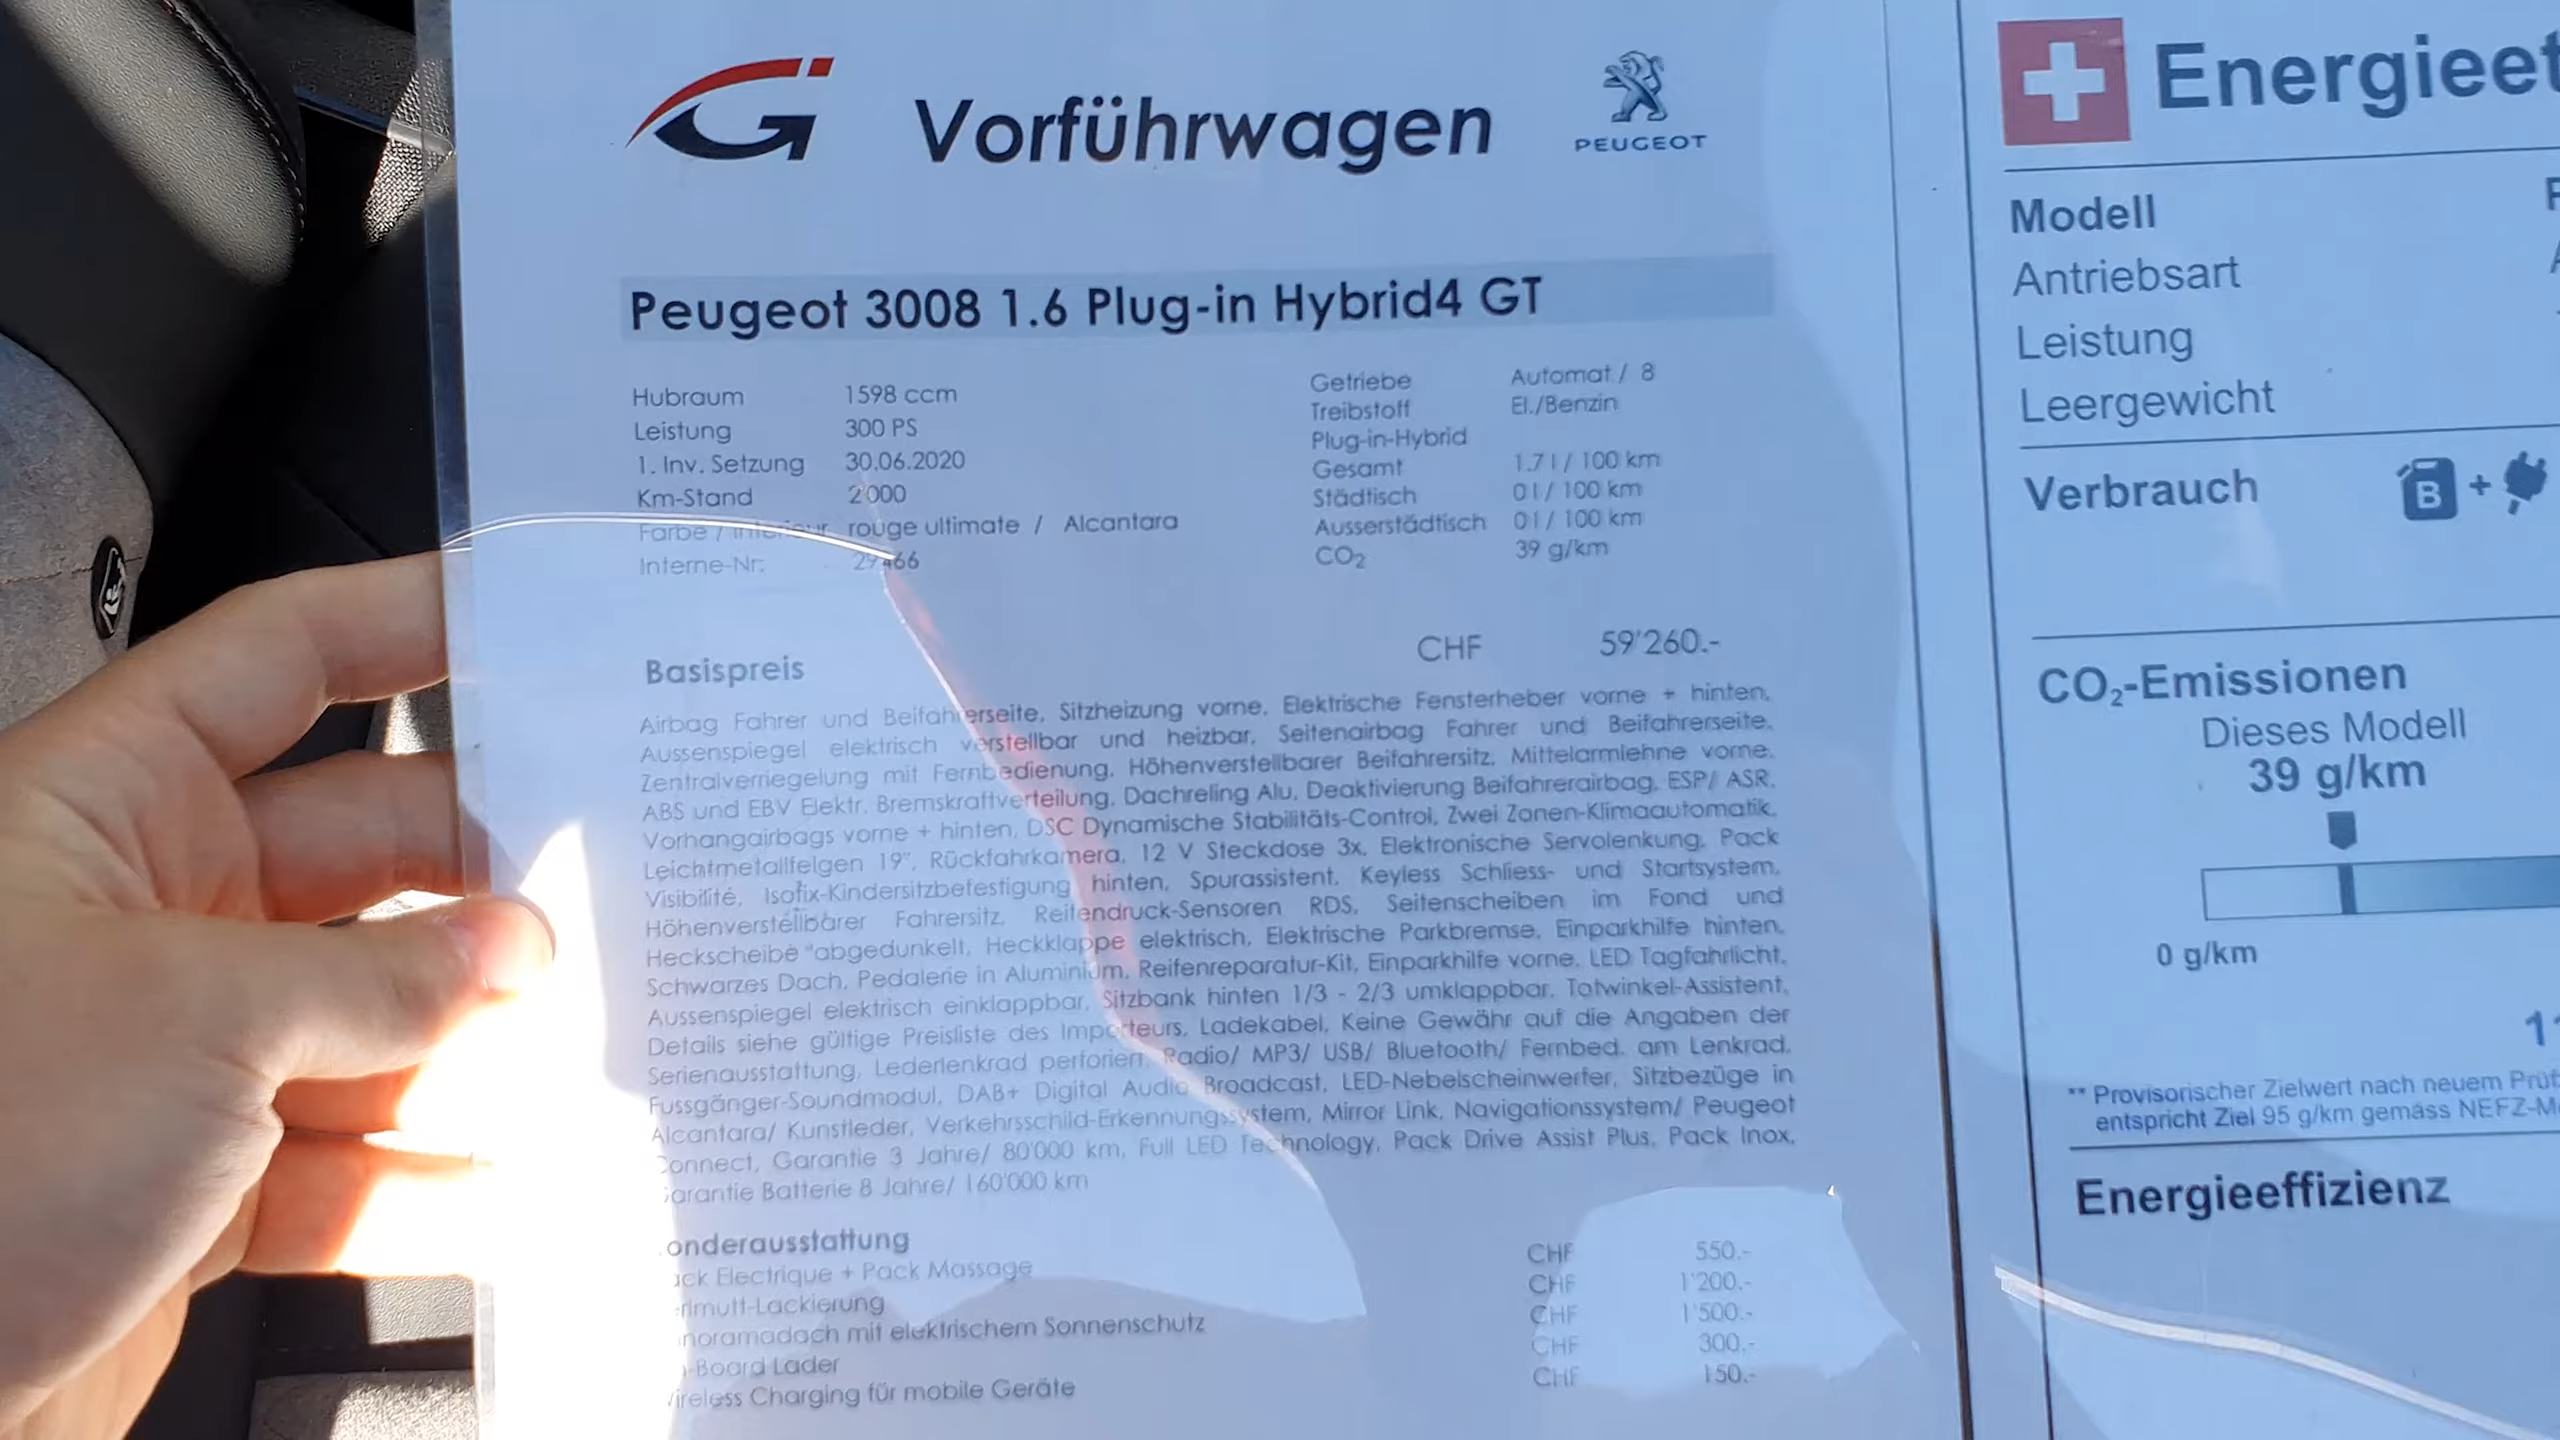 G Vorführwagen
PEUGEOT
Peugeot 3008 1.6 Plug-in Hybrid4 GT
Hubraum 1598 ccm
Leistung 300 PS
1. Inv. Setzung 30.06.2020
Km-Stand 2'000
Farbe / rouge ultimate / Alcantara
Interne-Nr:
Getriebe Automat / 8
Treibstoff El./Benzin
Plug-in-Hybrid
Gesamt 1.7 l / 100 km
Städtisch 0 l / 100 km
Ausserstädtisch 0 l / 100 km
CO2 39 g/km
Basispreis CHF 59'260.-
Airbag Fahrer und Beifahrerseite, Sitzheizung vorne, Elektrische Fensterheber vorne + hinten,
Aussenspiegel elektrisch verstellbar und heizbar, Seitenairbag Fahrer und Beifahrerseite,
Zentralverriegelung mit Fernbedienung, Höhenverstellbarer Beifahrersitz, Mittelarmlehne vorne,
ABS und EBV Elektr. Bremskraftverteilung, Dachreling Alu, Deaktivierung Beifahrerairbag, ESP/ ASR,
Vorhangairbags vorne + hinten, DSC Dynamische Stabilitäts-Control, Zwei Zonen-Klimaautomatik,
Leichtmetallfelgen 19", Rückfahrkamera, 12 V Steckdose 3x, Elektronische Servolenkung, Pack
Visibilité, Isofix-Kindersitzbefestigung hinten, Spurassistent, Keyless Schliess- und Startsystem,
Höhenverstellbarer Fahrersitz, Reifendruck-Sensoren RDS, Seitenscheiben im Fond und
Heckscheibe "abgedunkelt, Heckklappe elektrisch, Elektrische Parkbremse, Einparkhilfe hinten,
Schwarzes Dach, Pedalerie in Aluminium, Reifenreparatur-Kit, Einparkhilfe vorne, LED Tagfahrlicht,
Aussenspiegel elektrisch einklappbar, Sitzbank hinten 1/3 - 2/3 umklappbar, Totwinkel-Assistent,
Details siehe gültige Preisliste des Importeurs, Ladekabel, Keine Gewähr auf die Angaben der
Serienausstattung, Lederlenkrad perforiert, Radio/ MP3/ USB/ Bluetooth/ Fernbed. am Lenkrad,
Fussgänger-Soundmodul, DAB+ Digital Audio Broadcast, LED-Nebelscheinwerfer, Sitzbezüge in
Alcantara/ Kunstleder, Verkehrsschild-Erkennungssystem, Mirror Link, Navigationssystem/ Peugeot
Connect, Garantie 3 Jahre/ 80'000 km, Full LED Technology, Pack Drive Assist Plus, Pack Inox,
arantie Batterie 8 Jahre/ 160'000 km
onderausstattung
ck Electrique + Pack Massage CHF 550.-
rlmutt-Lackierung CHF 1'200.-
noramadach mit elektrischem Sonnenschutz CHF 1'500.-
-Board Lader CHF 300.-
ireless Charging für mobile Geräte CHF 150.-
Energieet
Modell
Antriebsart
Leistung
Leergewicht
Verbrauch B +
CO2-Emissionen
Dieses Modell
39 g/km
0 g/km
** Provisorischer Zielwert nach neuem Prüf
entspricht Ziel 95 g/km gemäss NEFZ-M
Energieeffizienz